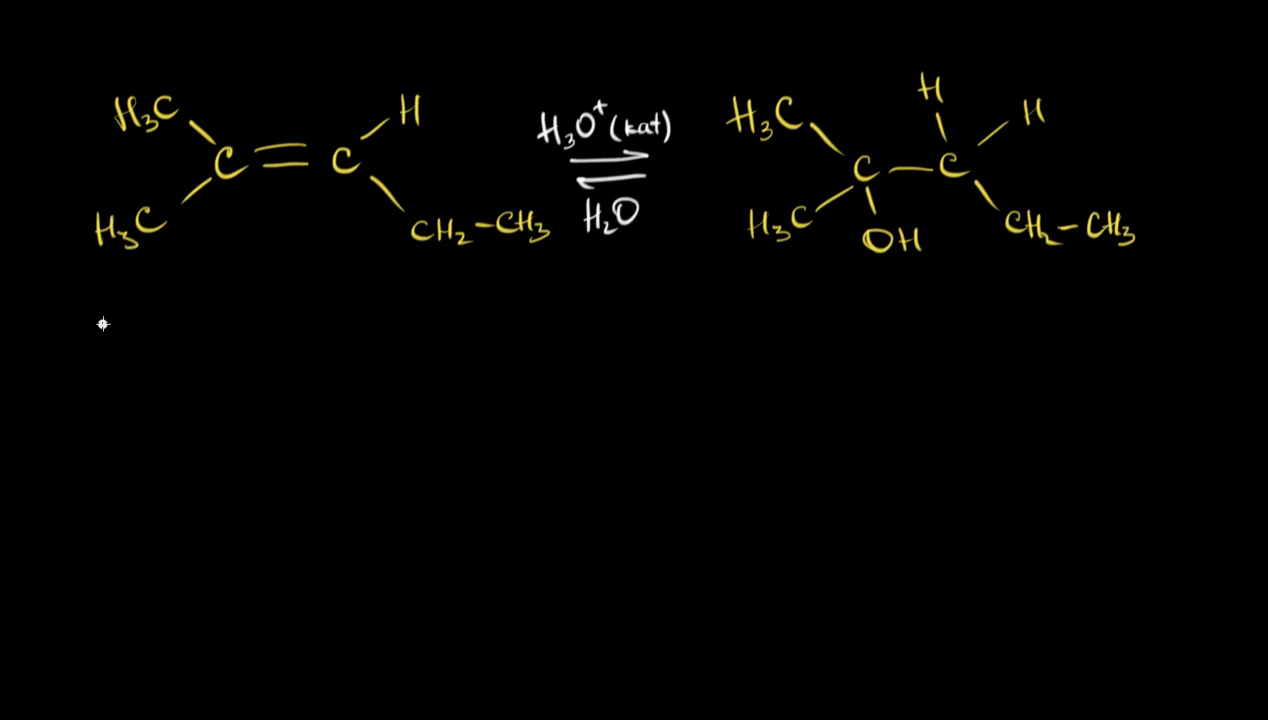 H₃C H H₃O⁺ (kat) H₃C H H
C = C ⇌ C – C
H₃C CH₂–CH₃ H₂O H₃C OH CH₂–CH₃